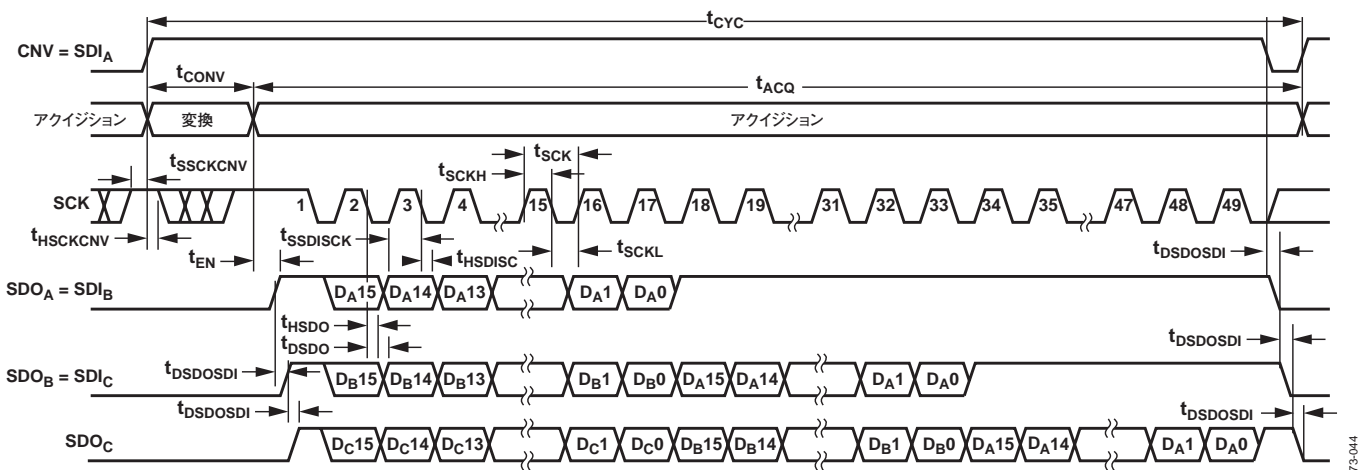 tCYC
CNV = SDIA
tCONV
tACQ
アクイジション
変換
アクイジション
tSSCKCNV
tSCK
tSCKH
SCK
1 2 3 4 15 16 17 18 19 31 32 33 34 35 47 48 49
tHSCKCNV
tSSDISCK
tSCKL
tDSDOSDI
tEN
tHSDISC
SDOA = SDIB
DA15 DA14 DA13 DA1 DA0
tHSDO
tDSDO
tDSDOSDI
tDSDOSDI
SDOB = SDIC
DB15 DB14 DB13 DB1 DB0 DA15 DA14 DA1 DA0
tDSDOSDI
tDSDOSDI
SDOC
DC15 DC14 DC13 DC1 DC0 DB15 DB14 DB1 DB0 DA15 DA14 DA1 DA0
73-044